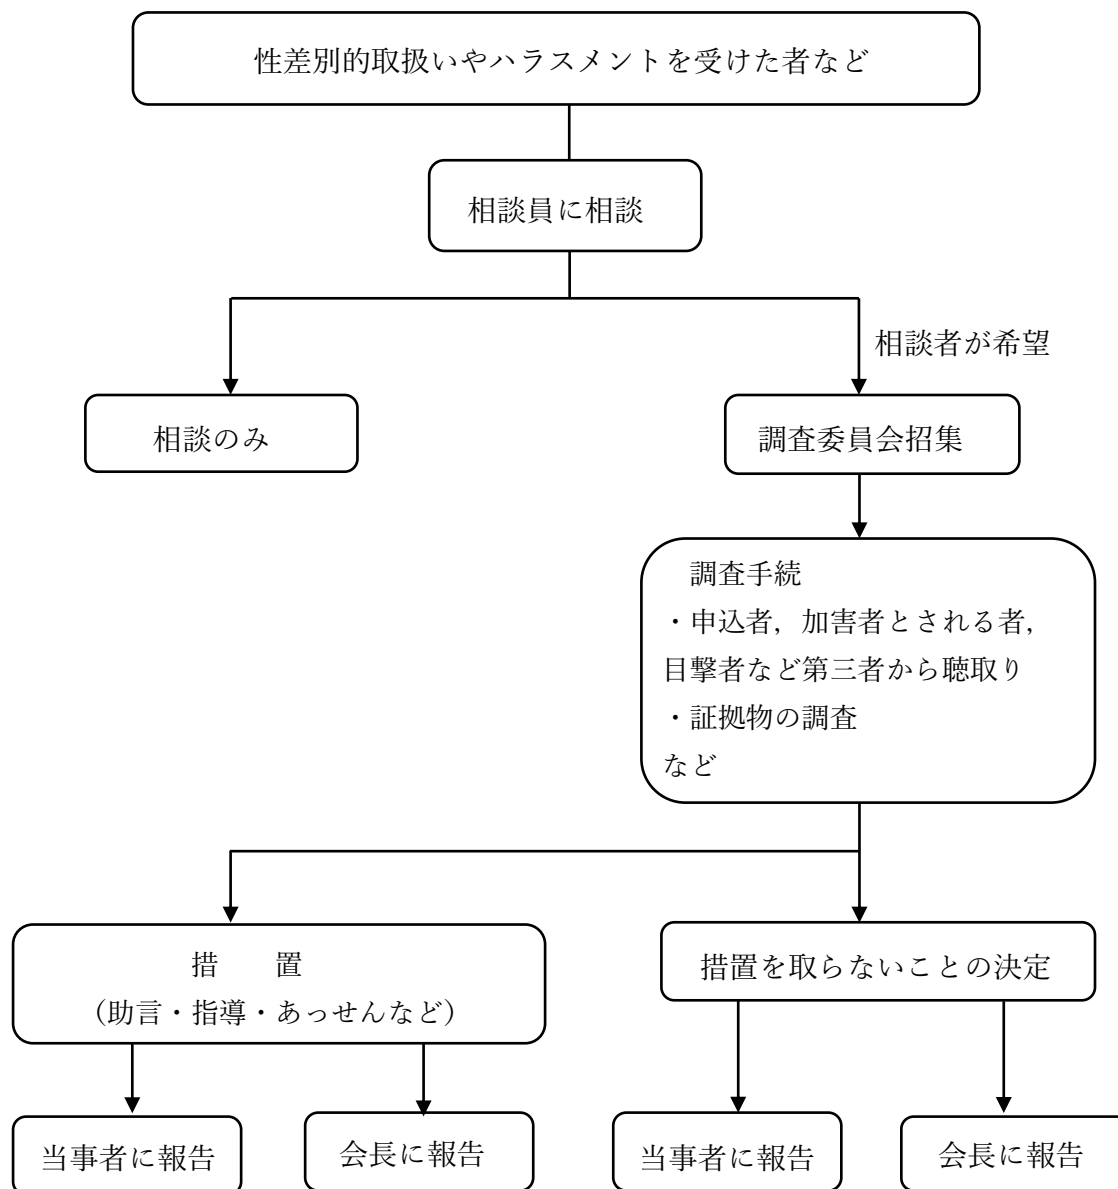 性差別的取扱いやハラスメントを受けた者など
相談員に相談
相談者が希望
相談のみ
調査委員会招集
調査手続
・申込者，加害者とされる者，
目撃者など第三者から聴取り
・証拠物の調査
など
措　　置
（助言・指導・あっせんなど）
措置を取らないことの決定
当事者に報告
会長に報告
当事者に報告
会長に報告